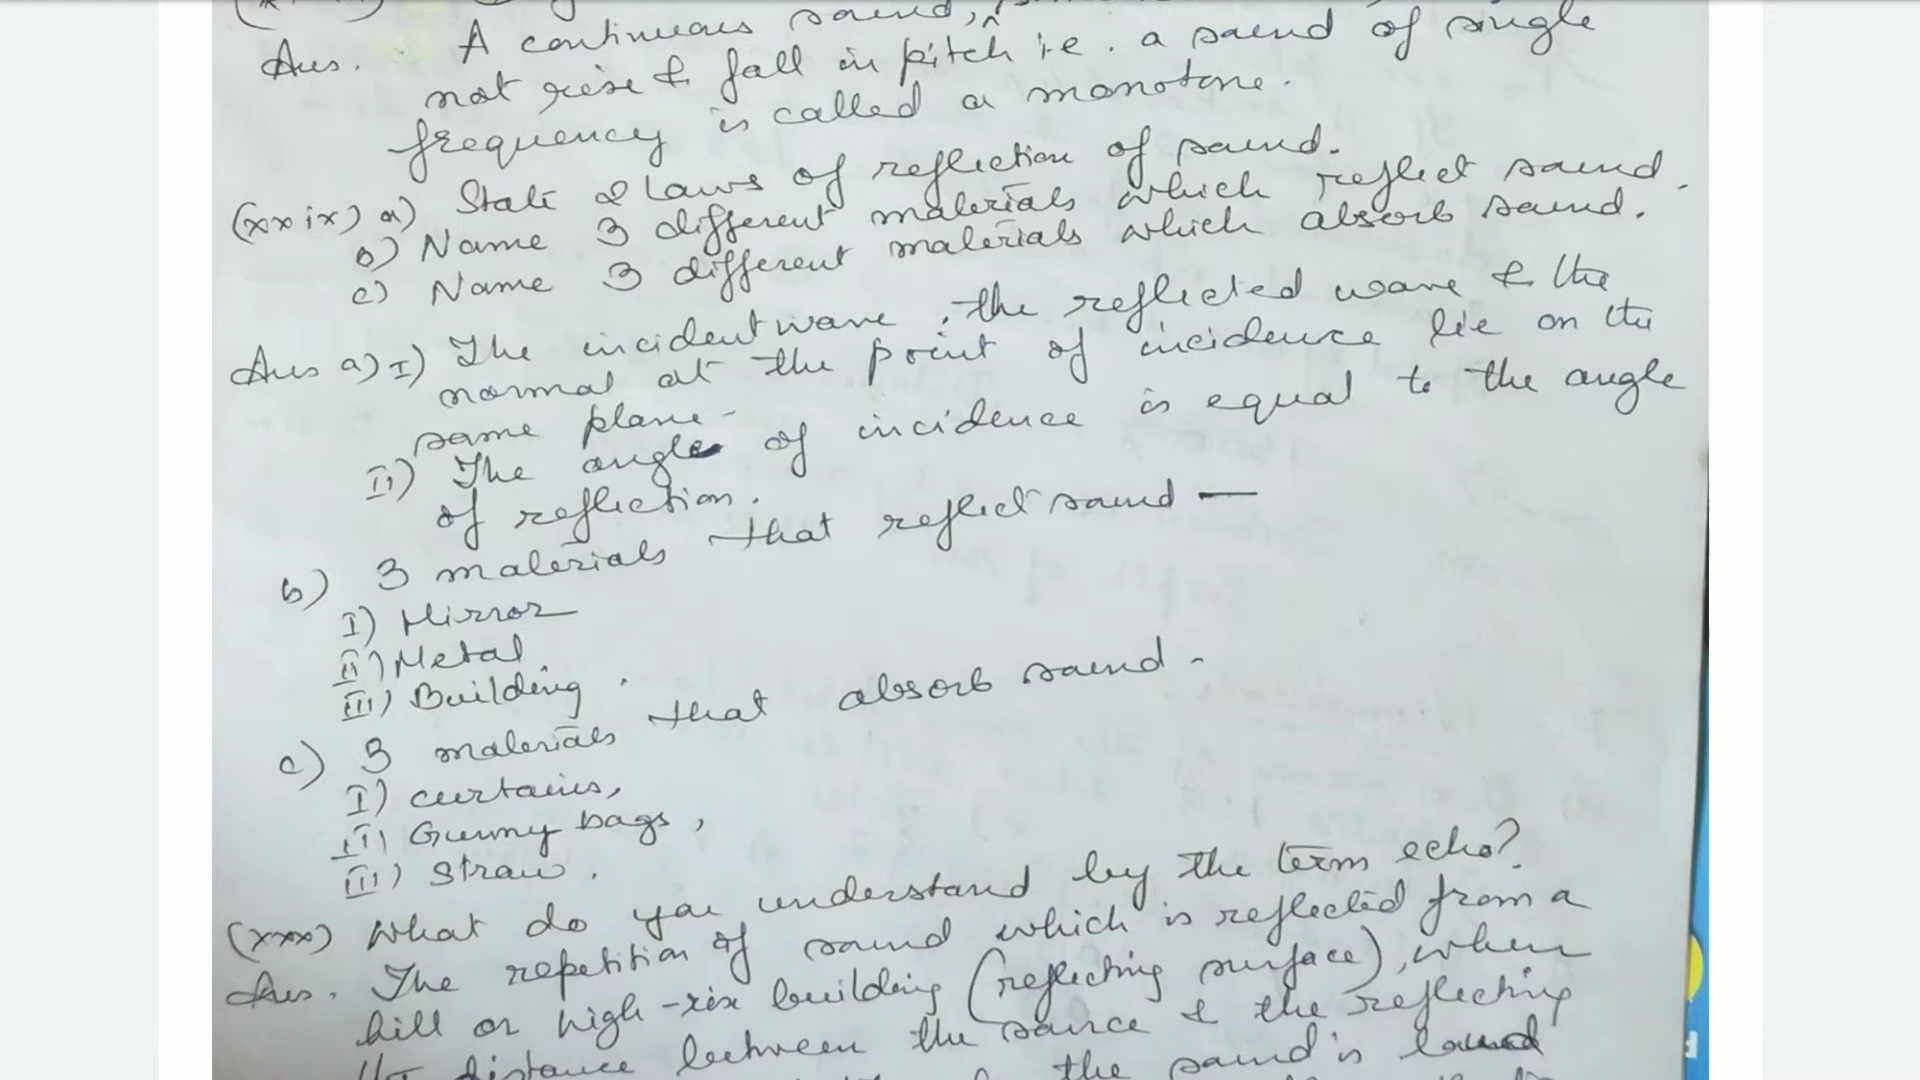 A continuous sound,
Ans. not rise & fall in pitch i.e. a sound of single
frequency is called a monotone.
(xxix) a) State 2 laws of reflection of sound.
b) Name 3 different materials which reflect sound.
c) Name 3 different materials which absorb sound.
Ans a) I) The incident wave, the reflected wave & the
normal at the point of incidence lie on the
same plane-
II) The angle of incidence is equal to the angle
of reflection.
b) 3 materials that reflect sound —
I) Mirror
II) Metal
III) Building.
c) 3 materials that absorb sound -
I) curtains,
II) Gunny bags,
III) Straw.
(xxx) What do you understand by the term echo?
Ans. The repetition of sound which is reflected from a
hill or high-rise building (reflecting surface), when
the distance between the source & the reflecting
the sound is